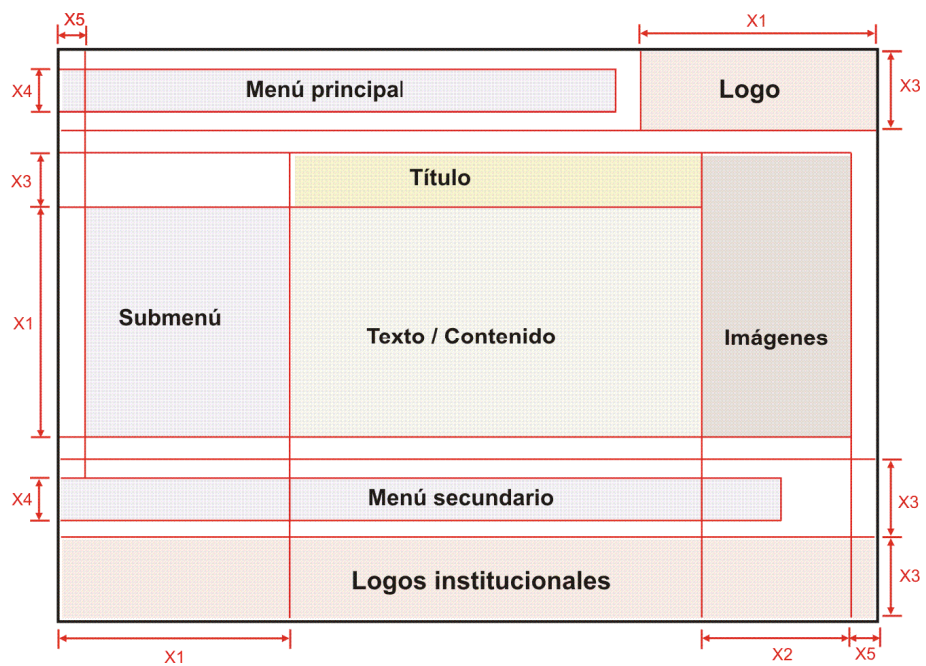 X5
X1
X4
Menú principal
Logo
X3
X3
Título
X1
Submenú
Texto / Contenido
Imágenes
X4
Menú secundario
X3
Logos institucionales
X3
X1
X2
X5